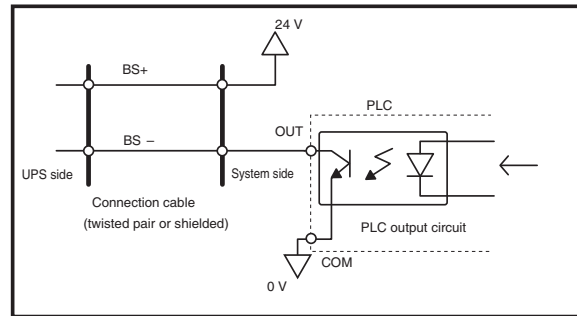 24 V
BS+
PLC
OUT
BS –
UPS side
System side
Connection cable
(twisted pair or shielded)
PLC output circuit
COM
0 V